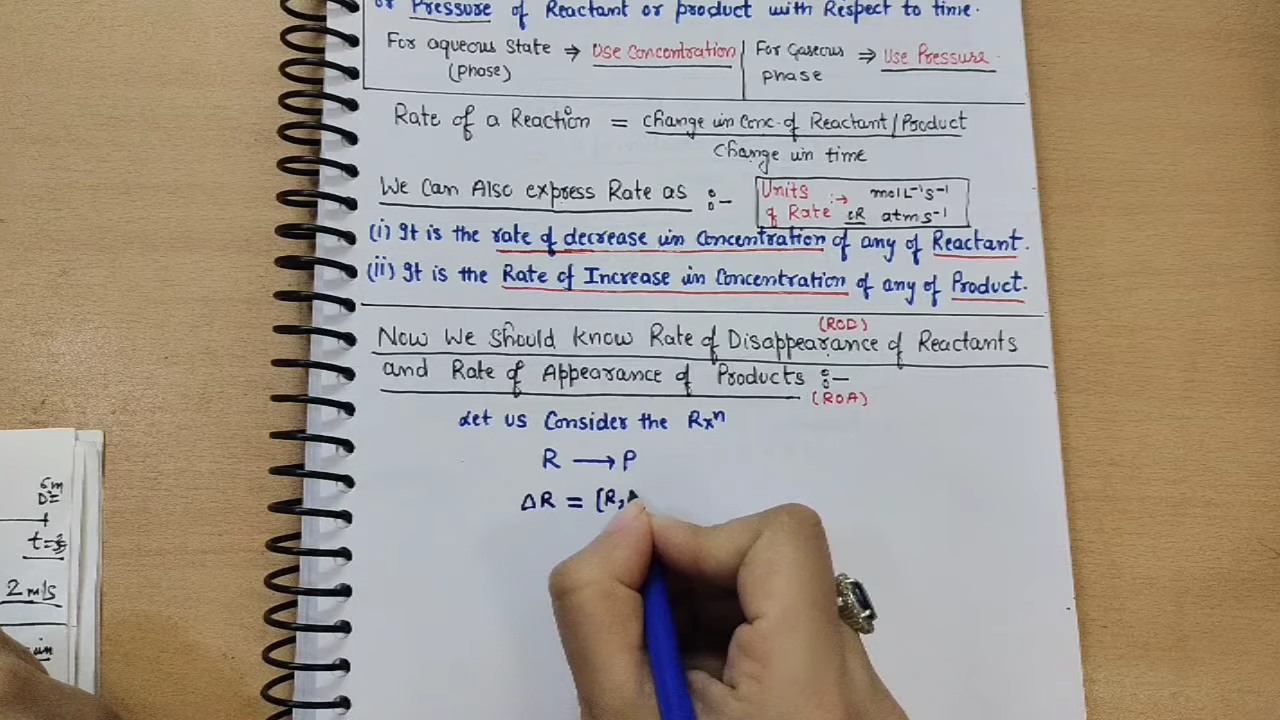 or Pressure of Reactant or product with Respect to time.
For aqueous State ⇒ Use Concentration
(Phase)
For Gaseous ⇒ Use Pressure
phase
Rate of a Reaction = change in Conc. of Reactant/Product
Change in time
We Can Also express Rate as :-
Units :→ mol L⁻¹s⁻¹
of Rate OR atm s⁻¹
(i) It is the rate of decrease in Concentration of any of Reactant.
(ii) It is the Rate of Increase in Concentration of any of Product.
(ROD)
Now We Should know Rate of Disappearance of Reactants
and Rate of Appearance of Products :-
(ROA)
Let us Consider the Rxⁿ
R → P
ΔR = [R₂
t=
2 m/s